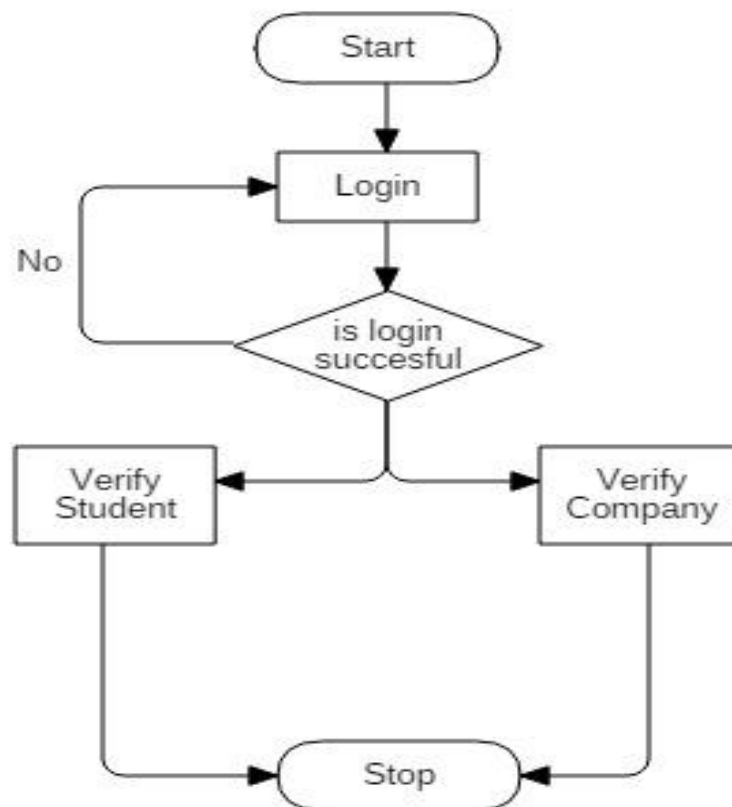 Start
Login
No
is login
succesful
Verify
Student
Verify
Company
Stop